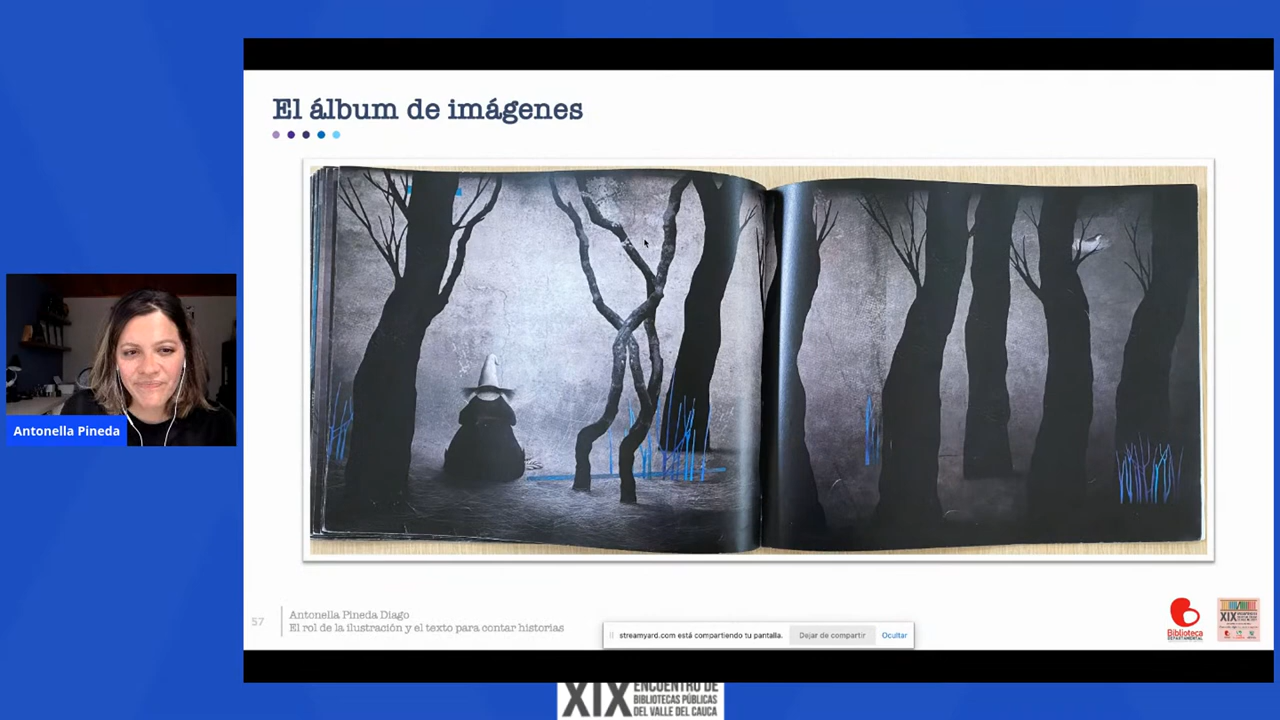 El álbum de imágenes
Antonella Pineda
57
Antonella Pineda Diago
El rol de la ilustración y el texto para contar historias
streamyard.com está compartiendo tu pantalla.
Dejar de compartir
Ocultar
Biblioteca
DEPARTAMENTAL
XIX
XIX
ENCUENTRO DE
BIBLIOTECAS PÚBLICAS
DEL VALLE DEL CAUCA